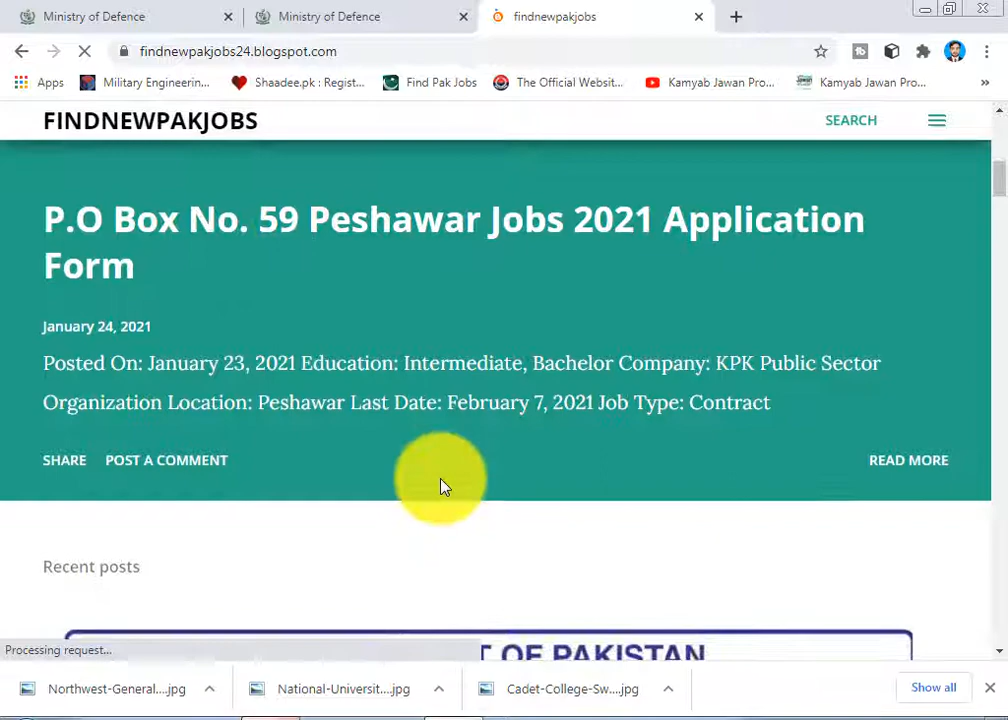 Ministry of Defence
Ministry of Defence
findnewpakjobs
findnewpakjobs24.blogspot.com
Apps
Military Engineerin...
Shaadee.pk : Regist...
Find Pak Jobs
The Official Websit...
Kamyab Jawan Pro...
Kamyab Jawan Pro...
FINDNEWPAKJOBS
SEARCH
P.O Box No. 59 Peshawar Jobs 2021 Application
Form
January 24, 2021
Posted On: January 23, 2021 Education: Intermediate, Bachelor Company: KPK Public Sector
Organization Location: Peshawar Last Date: February 7, 2021 Job Type: Contract
SHARE
POST A COMMENT
READ MORE
Recent posts
T OF PAKISTAN
Processing request...
Northwest-General....jpg
National-Universit....jpg
Cadet-College-Sw....jpg
Show all